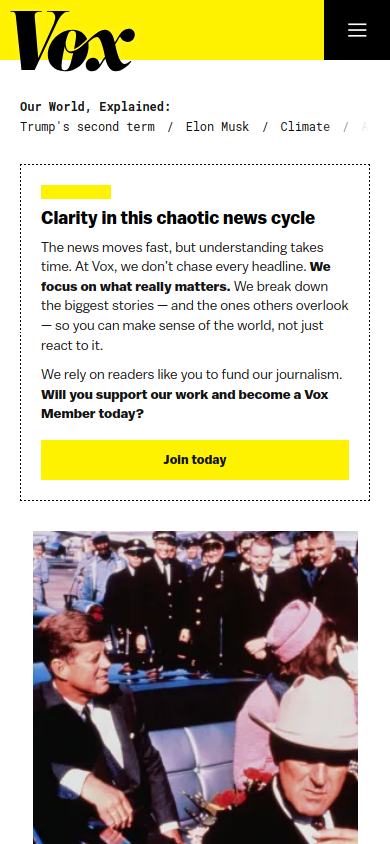 Vox
Our World, Explained:
Trump's second term / Elon Musk / Climate /
Clarity in this chaotic news cycle
The news moves fast, but understanding takes
time. At Vox, we don't chase every headline. We
focus on what really matters. We break down
the biggest stories — and the ones others overlook
— so you can make sense of the world, not just
react to it.
We rely on readers like you to fund our journalism.
Will you support our work and become a Vox
Member today?
Join today